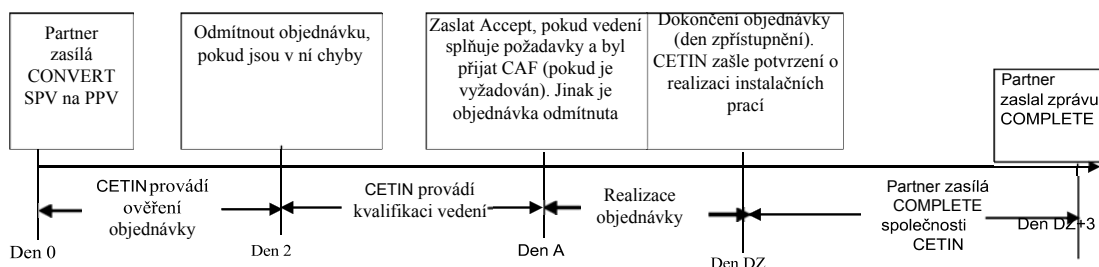 Partner
zasílá
CONVERT
SPV na PPV
Odmítnout objednávku,
pokud jsou v ní chyby
Zaslat Accept, pokud vedení
splňuje požadavky a byl
přijat CAF (pokud je
vyžadován). Jinak je
objednávka odmítnuta
Dokončení objednávky
(den zpřístupnění).
CETIN zašle potvrzení o
realizaci instalačních
prací
Partner
zaslal zprávu
COMPLETE
CETIN provádí
ověření
objednávky
CETIN provádí
kvalifikaci vedení
Realizace
objednávky
Partner zasílá
COMPLETE
společnosti
CETIN
Den 0
Den 2
Den A
Den DZ
Den DZ+3